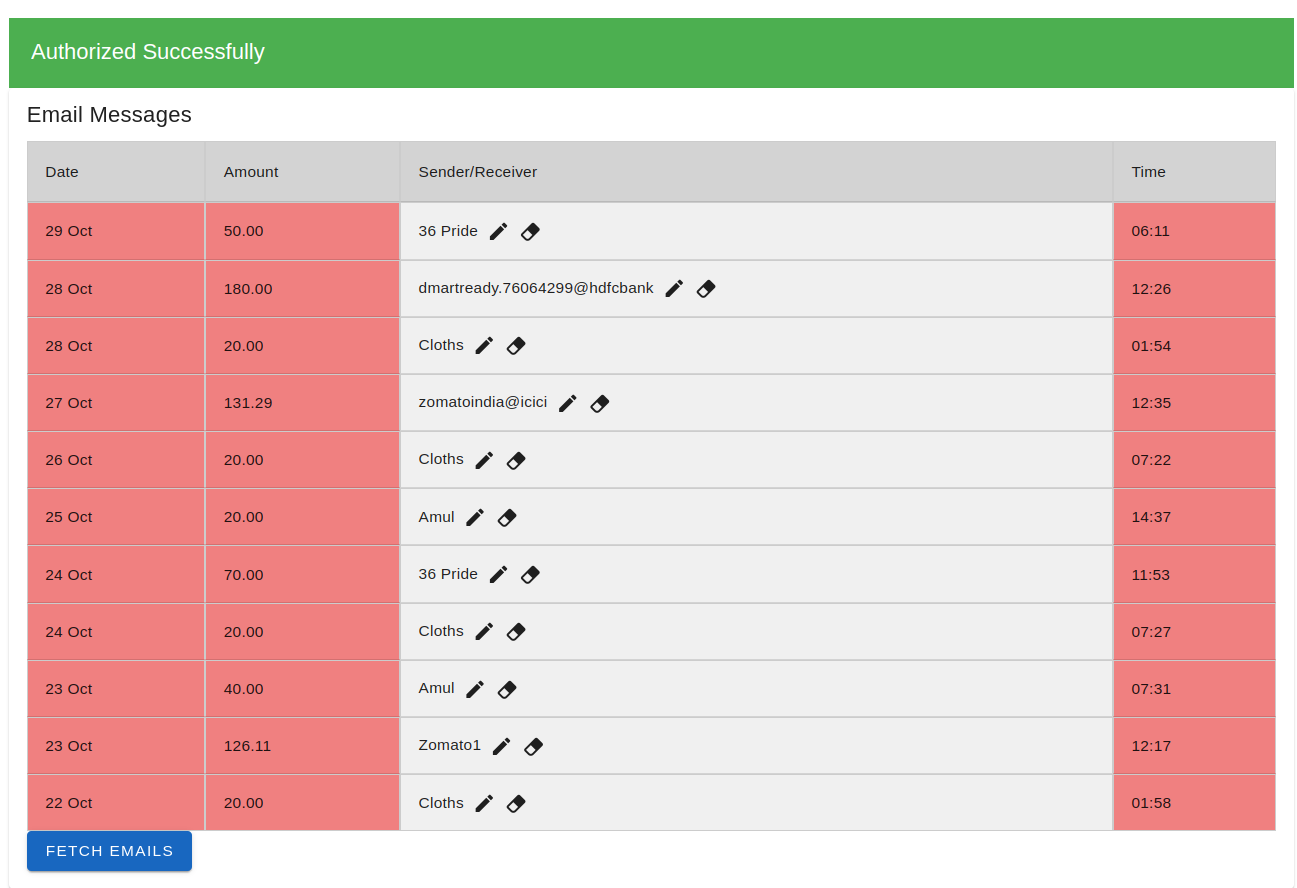 Authorized Successfully
Email Messages
Date Amount Sender/Receiver Time
29 Oct 50.00 36 Pride 06:11
28 Oct 180.00 dmartready.76064299@hdfcbank 12:26
28 Oct 20.00 Cloths 01:54
27 Oct 131.29 zomatoindia@icici 12:35
26 Oct 20.00 Cloths 07:22
25 Oct 20.00 Amul 14:37
24 Oct 70.00 36 Pride 11:53
24 Oct 20.00 Cloths 07:27
23 Oct 40.00 Amul 07:31
23 Oct 126.11 Zomato1 12:17
22 Oct 20.00 Cloths 01:58
FETCH EMAILS